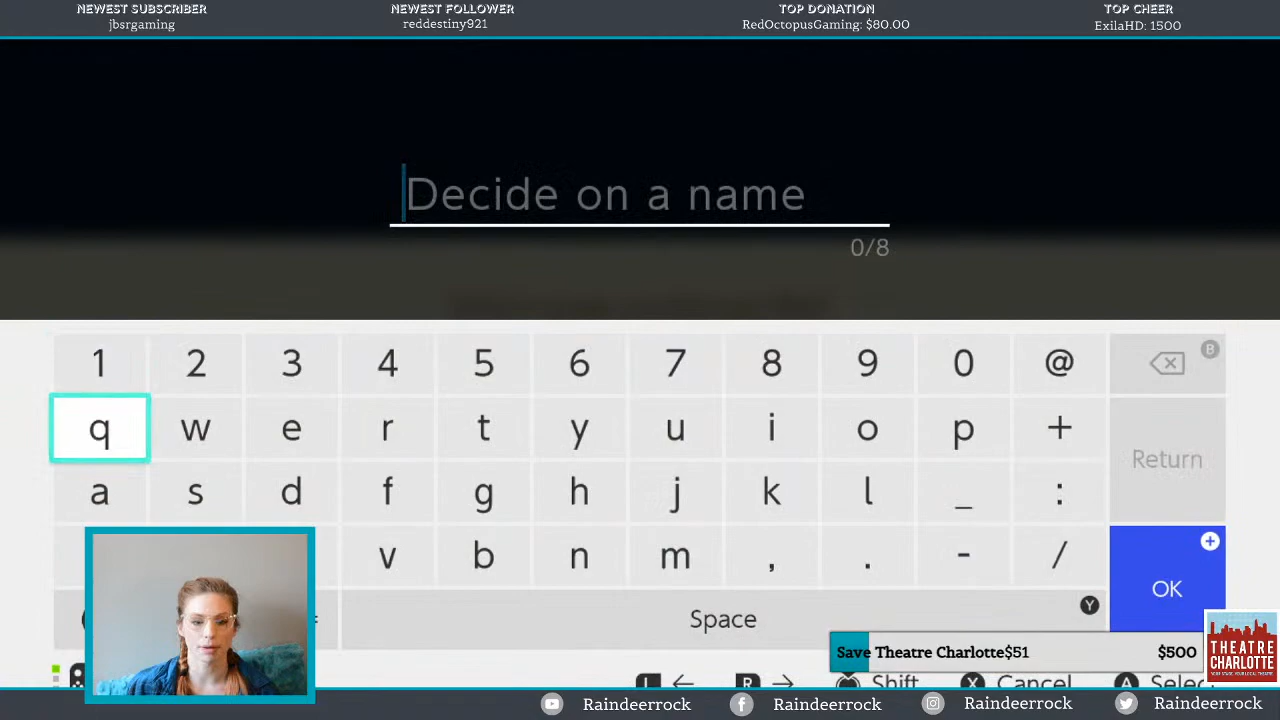 NEWEST SUBSCRIBER
jbsrgaming
NEWEST FOLLOWER
reddestiny921
TOP DONATION
RedOctopusGaming: $80.00
TOP CHEER
ExilaHD: 1500
Decide on a name
0/8
1 2 3 4 5 6 7 8 9 0 @
B
q w e r t y u i o p +
Return
a s d f g h j k l _ :
v b n m , . - /
OK
Space
Y
Save Theatre Charlotte$51
$500
THEATRE
CHARLOTTE
L
R
Shift
X Cancel
A Select
Raindeerrock
Raindeerrock
Raindeerrock
Raindeerrock